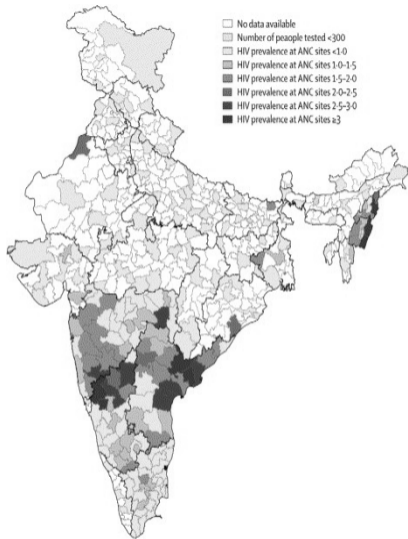 No data available
Number of peaople tested <300
HIV prevalence at ANC sites <1·0
HIV prevalence at ANC sites 1·0-1·5
HIV prevalence at ANC sites 1·5-2·0
HIV prevalence at ANC sites 2·0-2·5
HIV prevalence at ANC sites 2·5-3·0
HIV prevalence at ANC sites ≥3